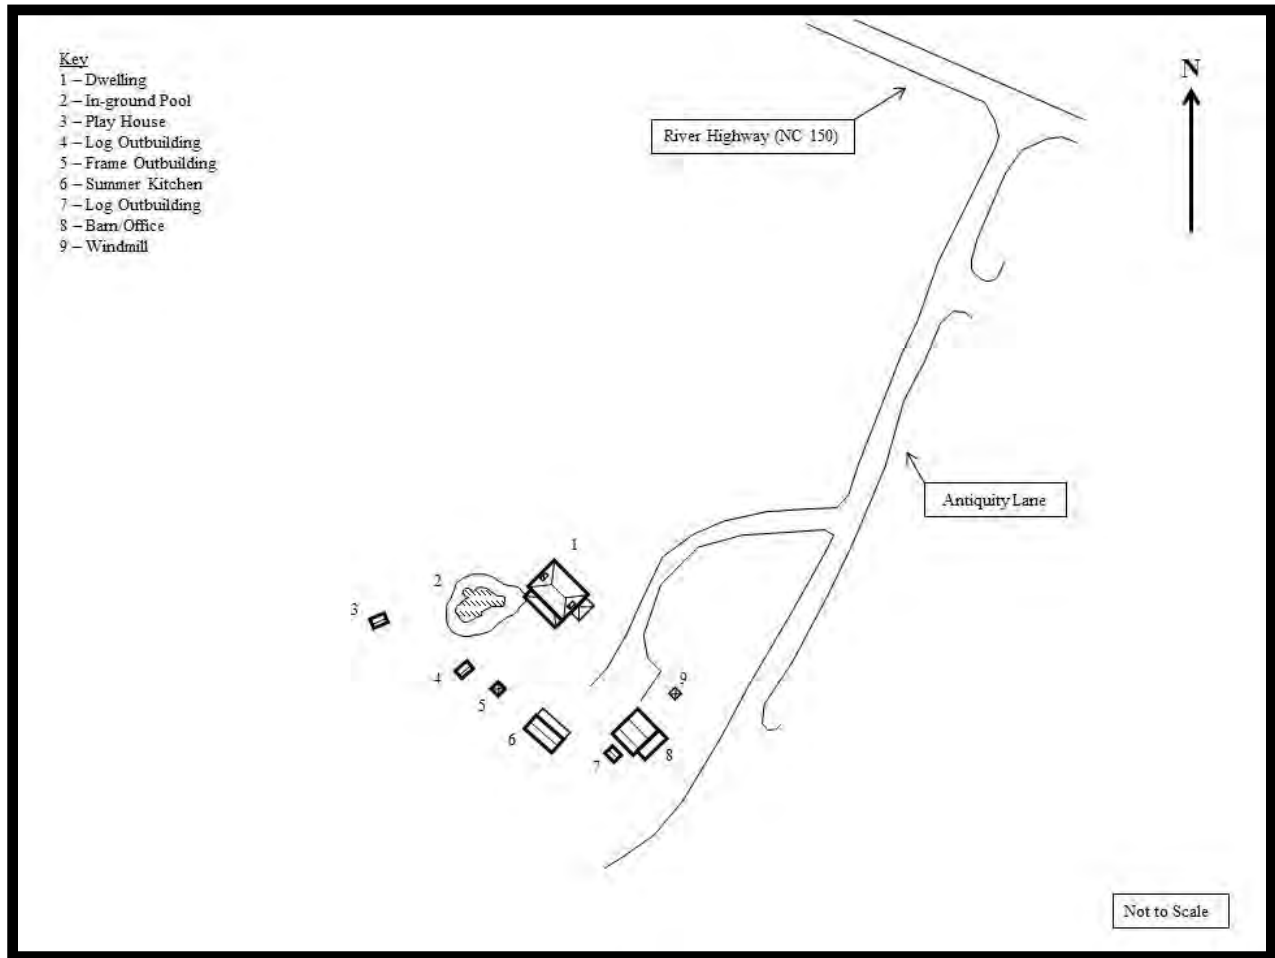 Key
1 – Dwelling
2 – In-ground Pool
3 – Play House
4 – Log Outbuilding
5 – Frame Outbuilding
6 – Summer Kitchen
7 – Log Outbuilding
8 – Barn/Office
9 – Windmill
N
River Highway (NC 150)
Antiquity Lane
1
2
3
4
5
6
7
8
9
Not to Scale